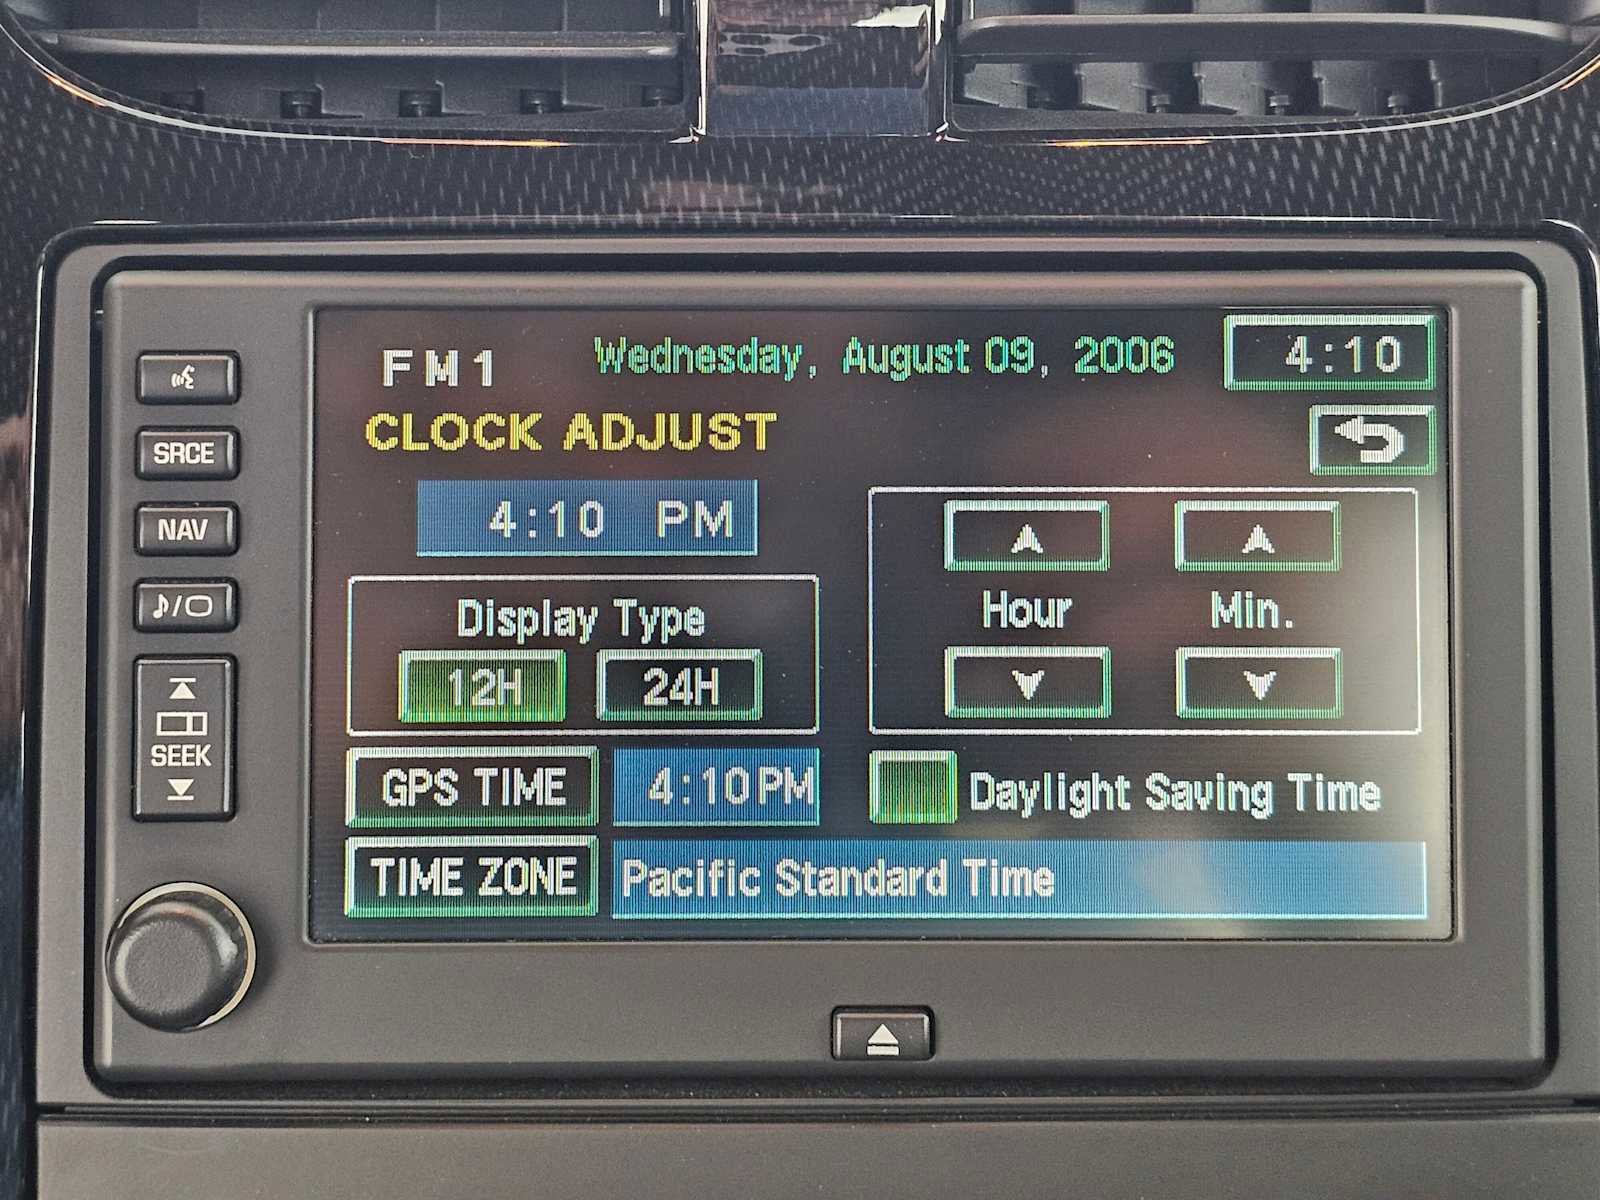 FM1 Wednesday, August 09, 2006 4:10
CLOCK ADJUST
4:10 PM
Display Type
12H 24H
Hour Min.
GPS TIME 4:10PM Daylight Saving Time
TIME ZONE Pacific Standard Time
SRCE
NAV
SEEK